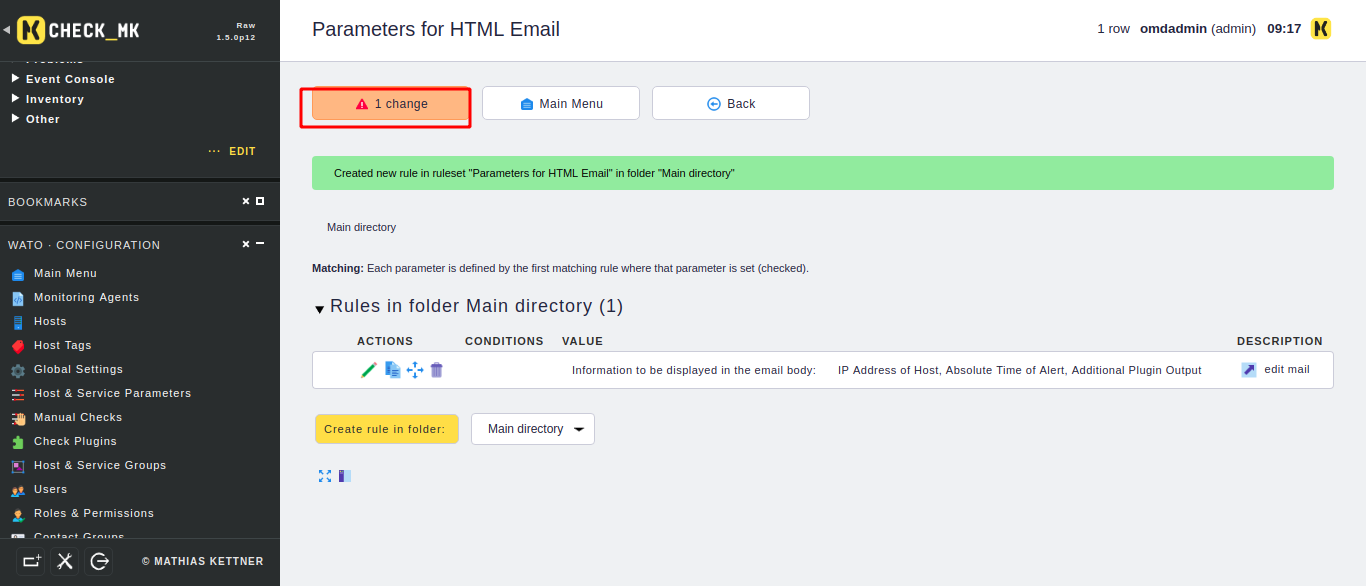 CHECK_MK
Raw
1.5.0p12
Event Console
Inventory
Other
··· EDIT
BOOKMARKS
WATO · CONFIGURATION
Main Menu
Monitoring Agents
Hosts
Host Tags
Global Settings
Host & Service Parameters
Manual Checks
Check Plugins
Host & Service Groups
Users
Roles & Permissions
Contact Groups
© MATHIAS KETTNER
Parameters for HTML Email
1 row omdadmin (admin) 09:17
1 change
Main Menu
Back
Created new rule in ruleset "Parameters for HTML Email" in folder "Main directory"
Main directory
Matching: Each parameter is defined by the first matching rule where that parameter is set (checked).
Rules in folder Main directory (1)
ACTIONS CONDITIONS VALUE DESCRIPTION
Information to be displayed in the email body: IP Address of Host, Absolute Time of Alert, Additional Plugin Output edit mail
Create rule in folder: Main directory